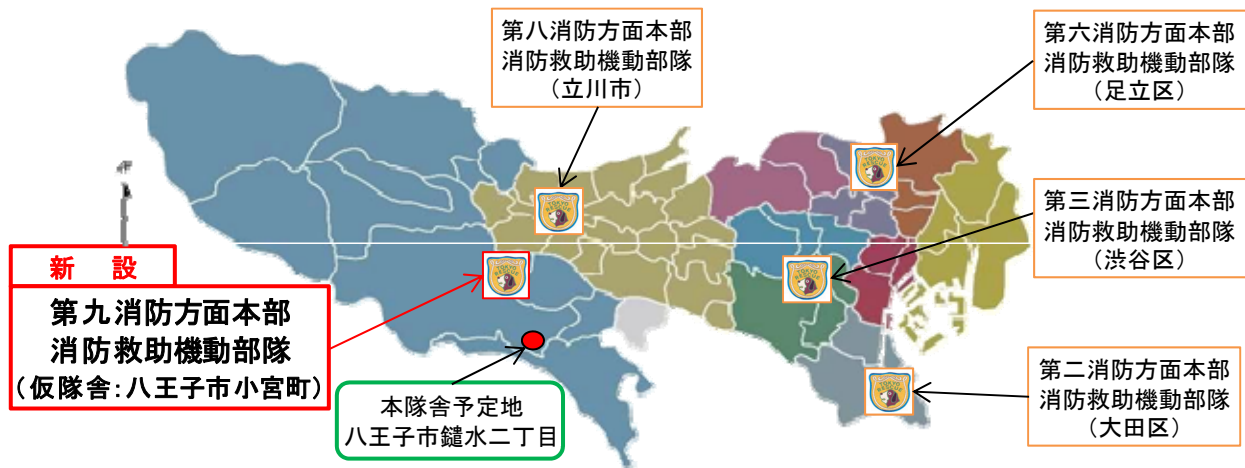 第八消防方面本部
消防救助機動部隊
（立川市）
第六消防方面本部
消防救助機動部隊
（足立区）
第三消防方面本部
消防救助機動部隊
（渋谷区）
新 設
第九消防方面本部
消防救助機動部隊
（仮隊舎：八王子市小宮町）
本隊舎予定地
八王子市鑓水二丁目
第二消防方面本部
消防救助機動部隊
（大田区）